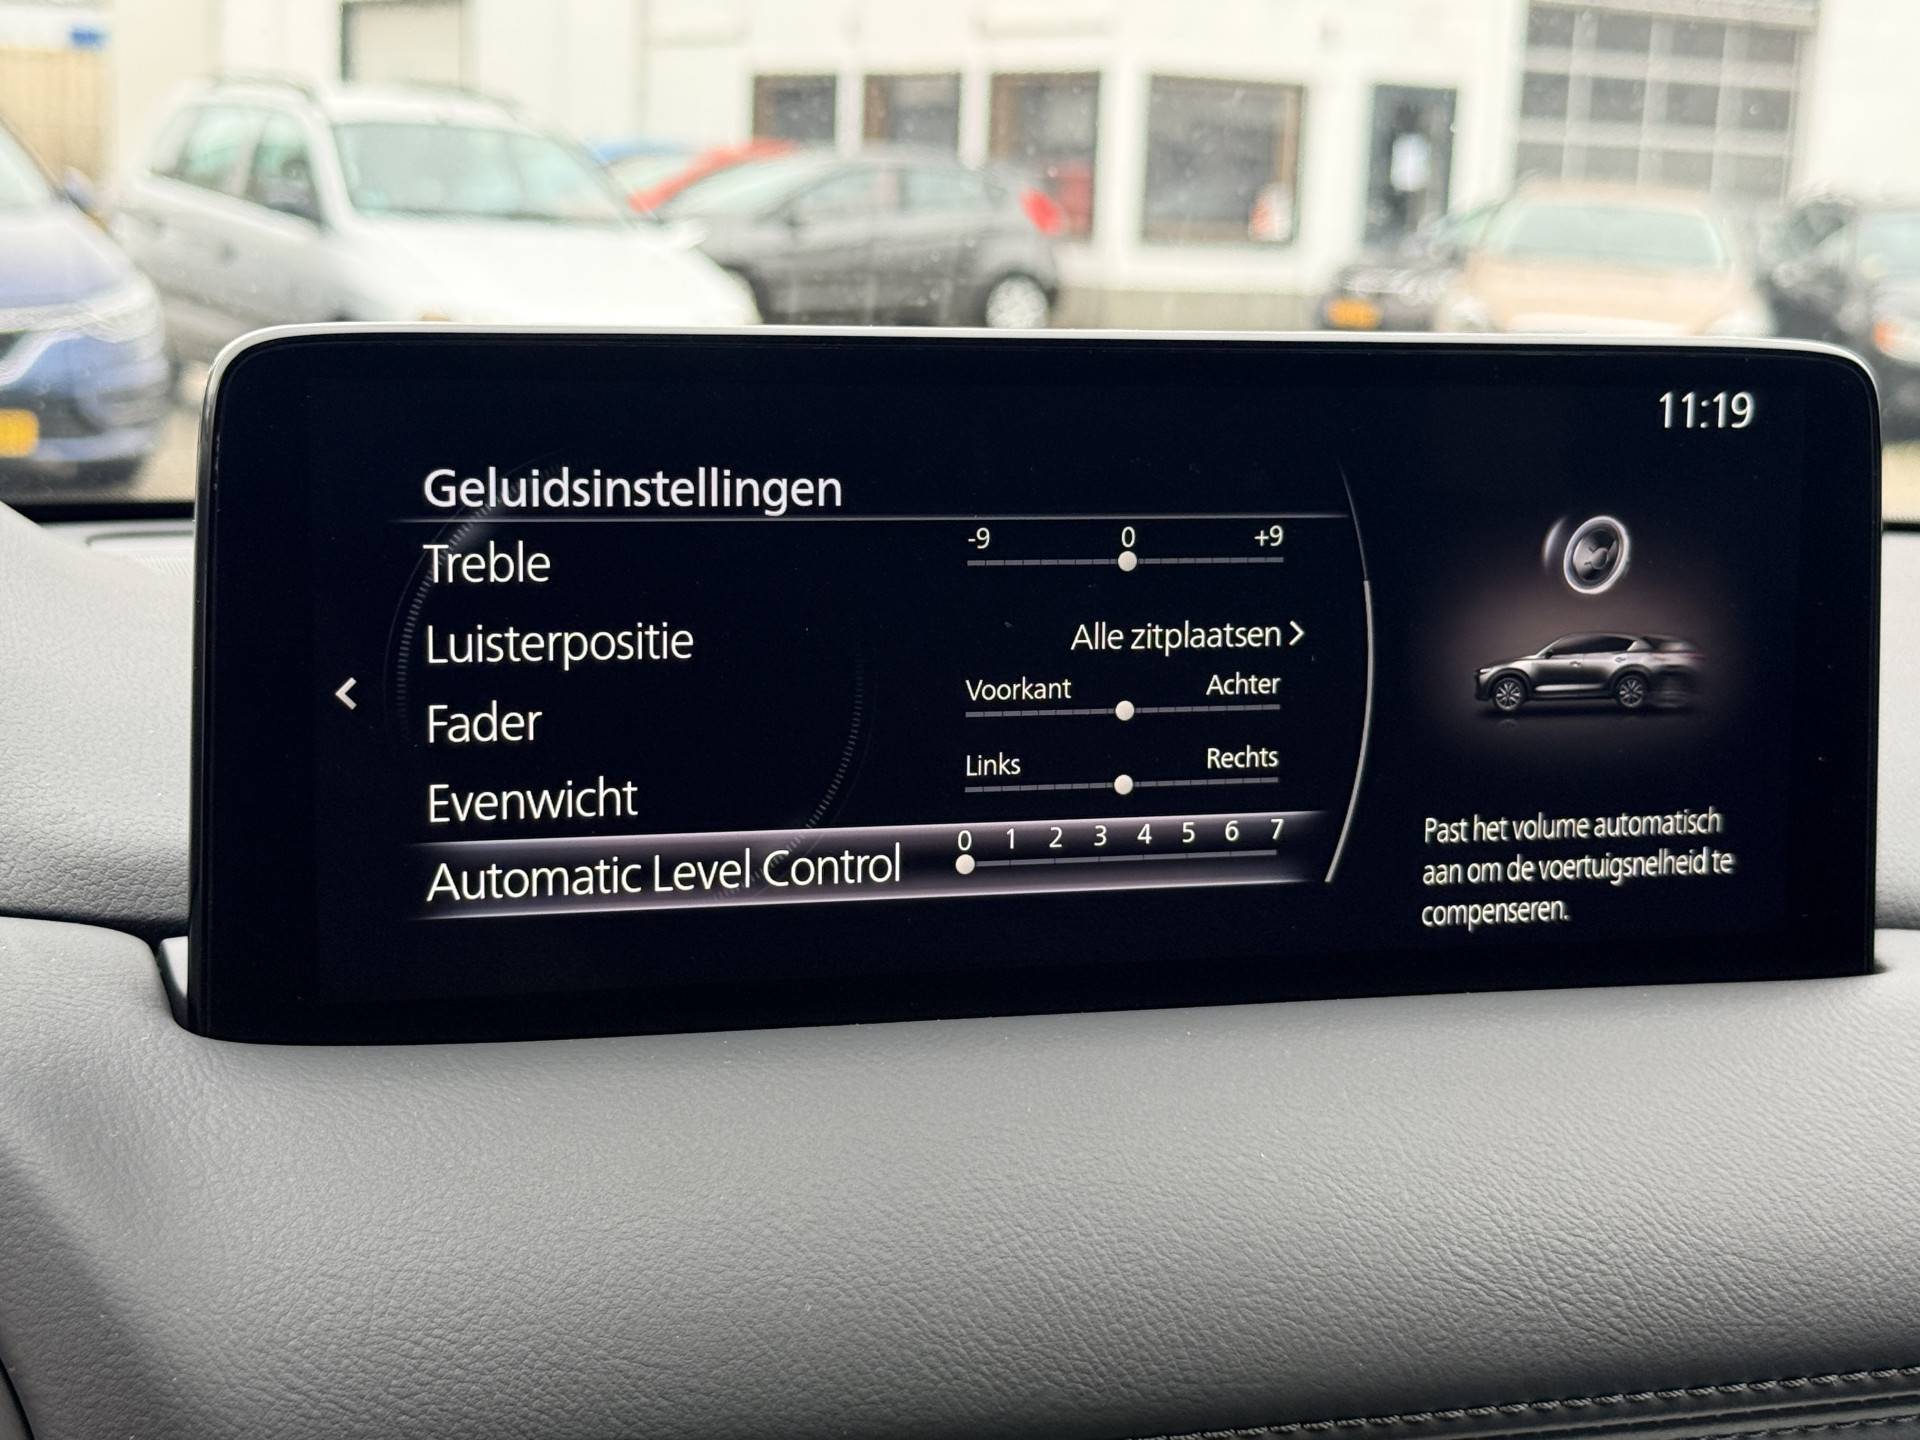 11:19
Geluidsinstellingen
Treble -9 0 +9
Luisterpositie Alle zitplaatsen
Fader Voorkant Achter
Evenwicht Links Rechts
Automatic Level Control 0 1 2 3 4 5 6 7
Past het volume automatisch
aan om de voertuigsnelheid te
compenseren.